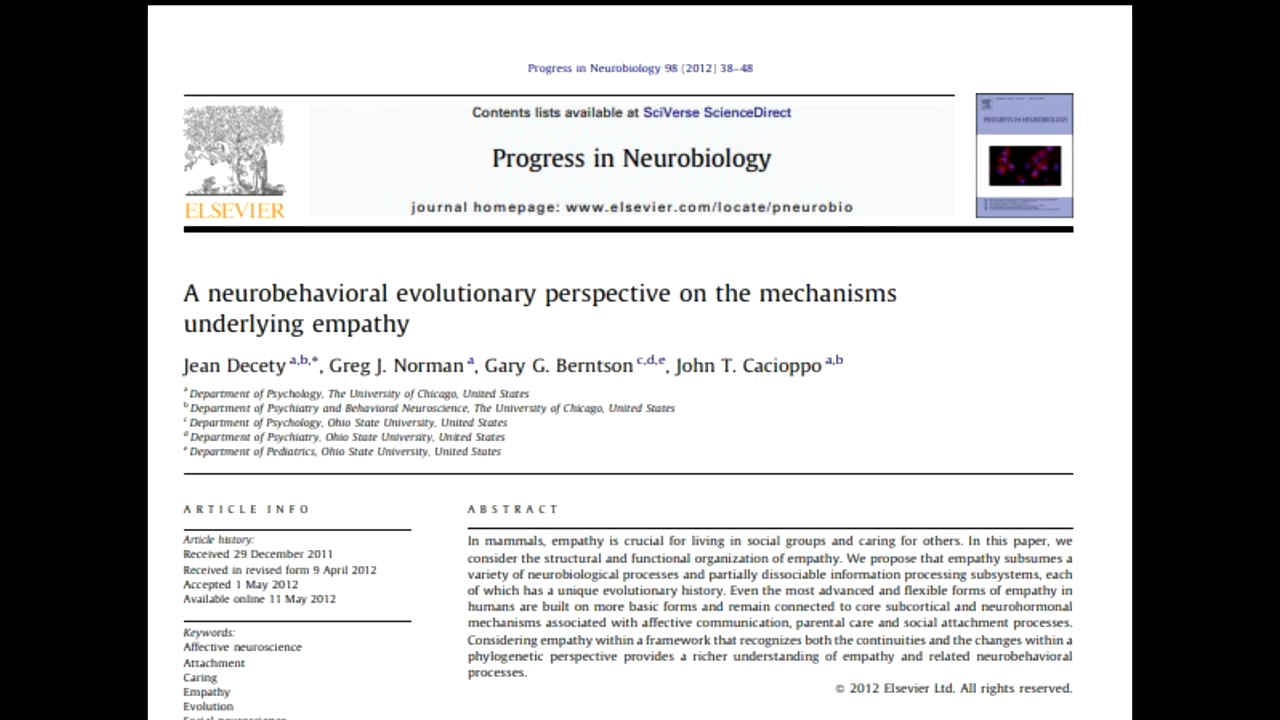 Progress in Neurobiology 98 (2012) 38–48
Contents lists available at SciVerse ScienceDirect
Progress in Neurobiology
journal homepage: www.elsevier.com/locate/pneurobio
ELSEVIER
PROGRESS IN NEUROBIOLOGY
A neurobehavioral evolutionary perspective on the mechanisms
underlying empathy
Jean Decety a,b,*, Greg J. Norman a, Gary G. Berntson c,d,e, John T. Cacioppo a,b
a Department of Psychology, The University of Chicago, United States
b Department of Psychiatry and Behavioral Neuroscience, The University of Chicago, United States
c Department of Psychology, Ohio State University, United States
d Department of Psychiatry, Ohio State University, United States
e Department of Pediatrics, Ohio State University, United States
ARTICLE INFO
Article history:
Received 29 December 2011
Received in revised form 9 April 2012
Accepted 1 May 2012
Available online 11 May 2012
Keywords:
Affective neuroscience
Attachment
Caring
Empathy
Evolution
Social neuroscience
ABSTRACT
In mammals, empathy is crucial for living in social groups and caring for others. In this paper, we
consider the structural and functional organization of empathy. We propose that empathy subsumes a
variety of neurobiological processes and partially dissociable information processing subsystems, each
of which has a unique evolutionary history. Even the most advanced and flexible forms of empathy in
humans are built on more basic forms and remain connected to core subcortical and neurohormonal
mechanisms associated with affective communication, parental care and social attachment processes.
Considering empathy within a framework that recognizes both the continuities and the changes within a
phylogenetic perspective provides a richer understanding of empathy and related neurobehavioral
processes.
© 2012 Elsevier Ltd. All rights reserved.